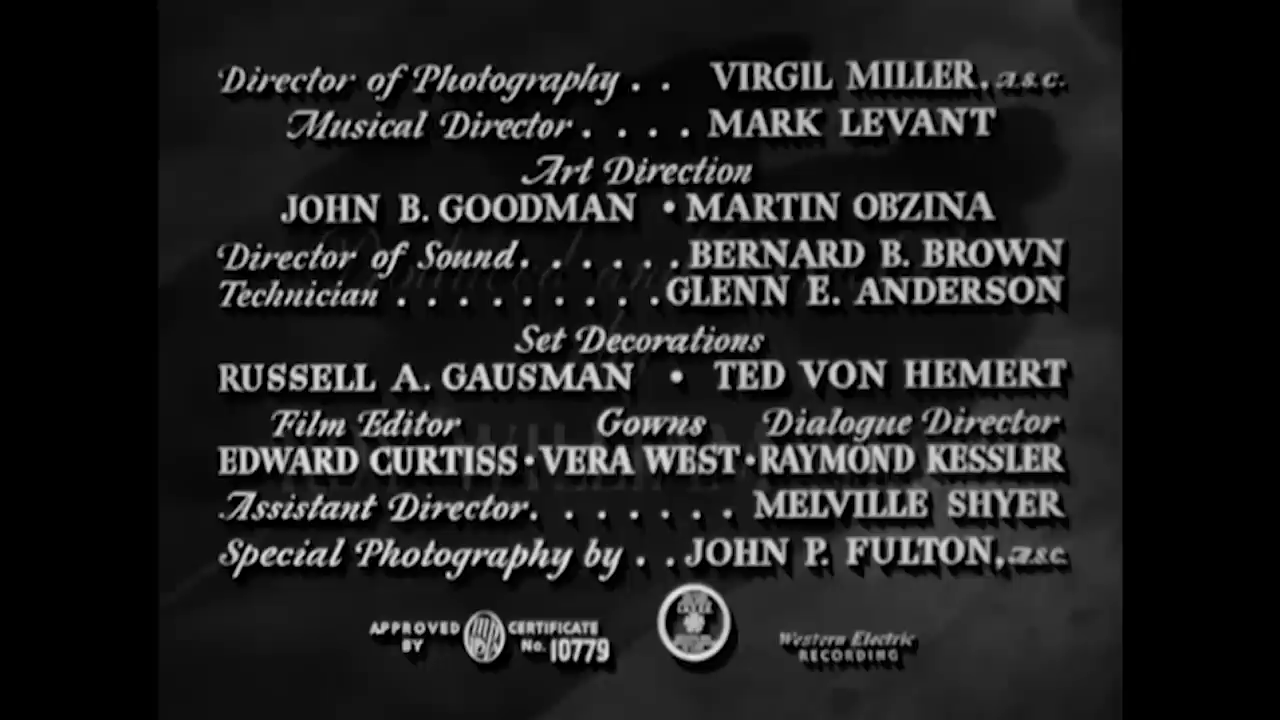 Director of Photography . . VIRGIL MILLER, A.S.C.
Musical Director . . . . MARK LEVANT
Art Direction
JOHN B. GOODMAN • MARTIN OBZINA
Director of Sound . . . . . . BERNARD B. BROWN
Technician . . . . . . . . . GLENN E. ANDERSON
Set Decorations
RUSSELL A. GAUSMAN • TED VON HEMERT
Film Editor Gowns Dialogue Director
EDWARD CURTISS • VERA WEST • RAYMOND KESSLER
Assistant Director . . . . . . . MELVILLE SHYER
Special Photography by . . JOHN P. FULTON, A.S.C.
APPROVED BY CERTIFICATE No. 10779
Western Electric
RECORDING